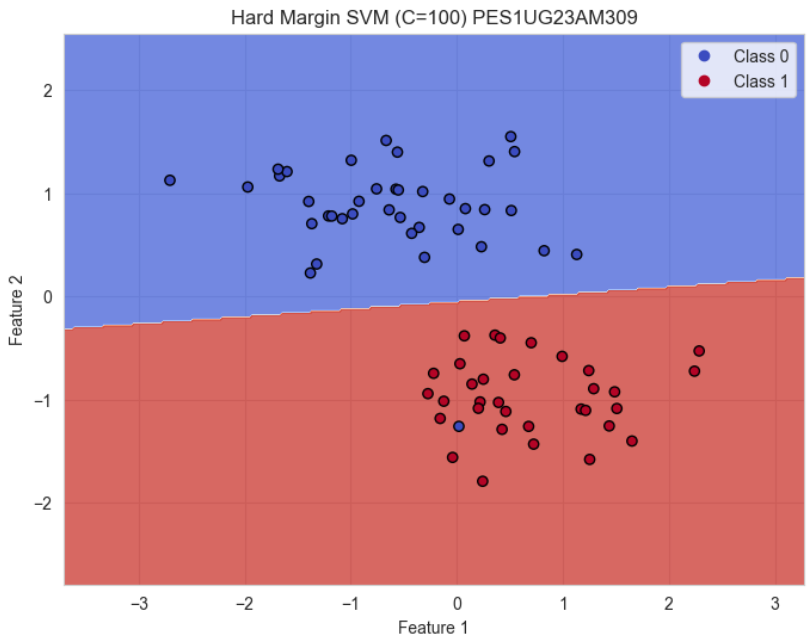 Hard Margin SVM (C=100) PES1UG23AM309
Class 0
Class 1
Feature 2
2
1
0
−1
−2
−3 −2 −1 0 1 2 3
Feature 1